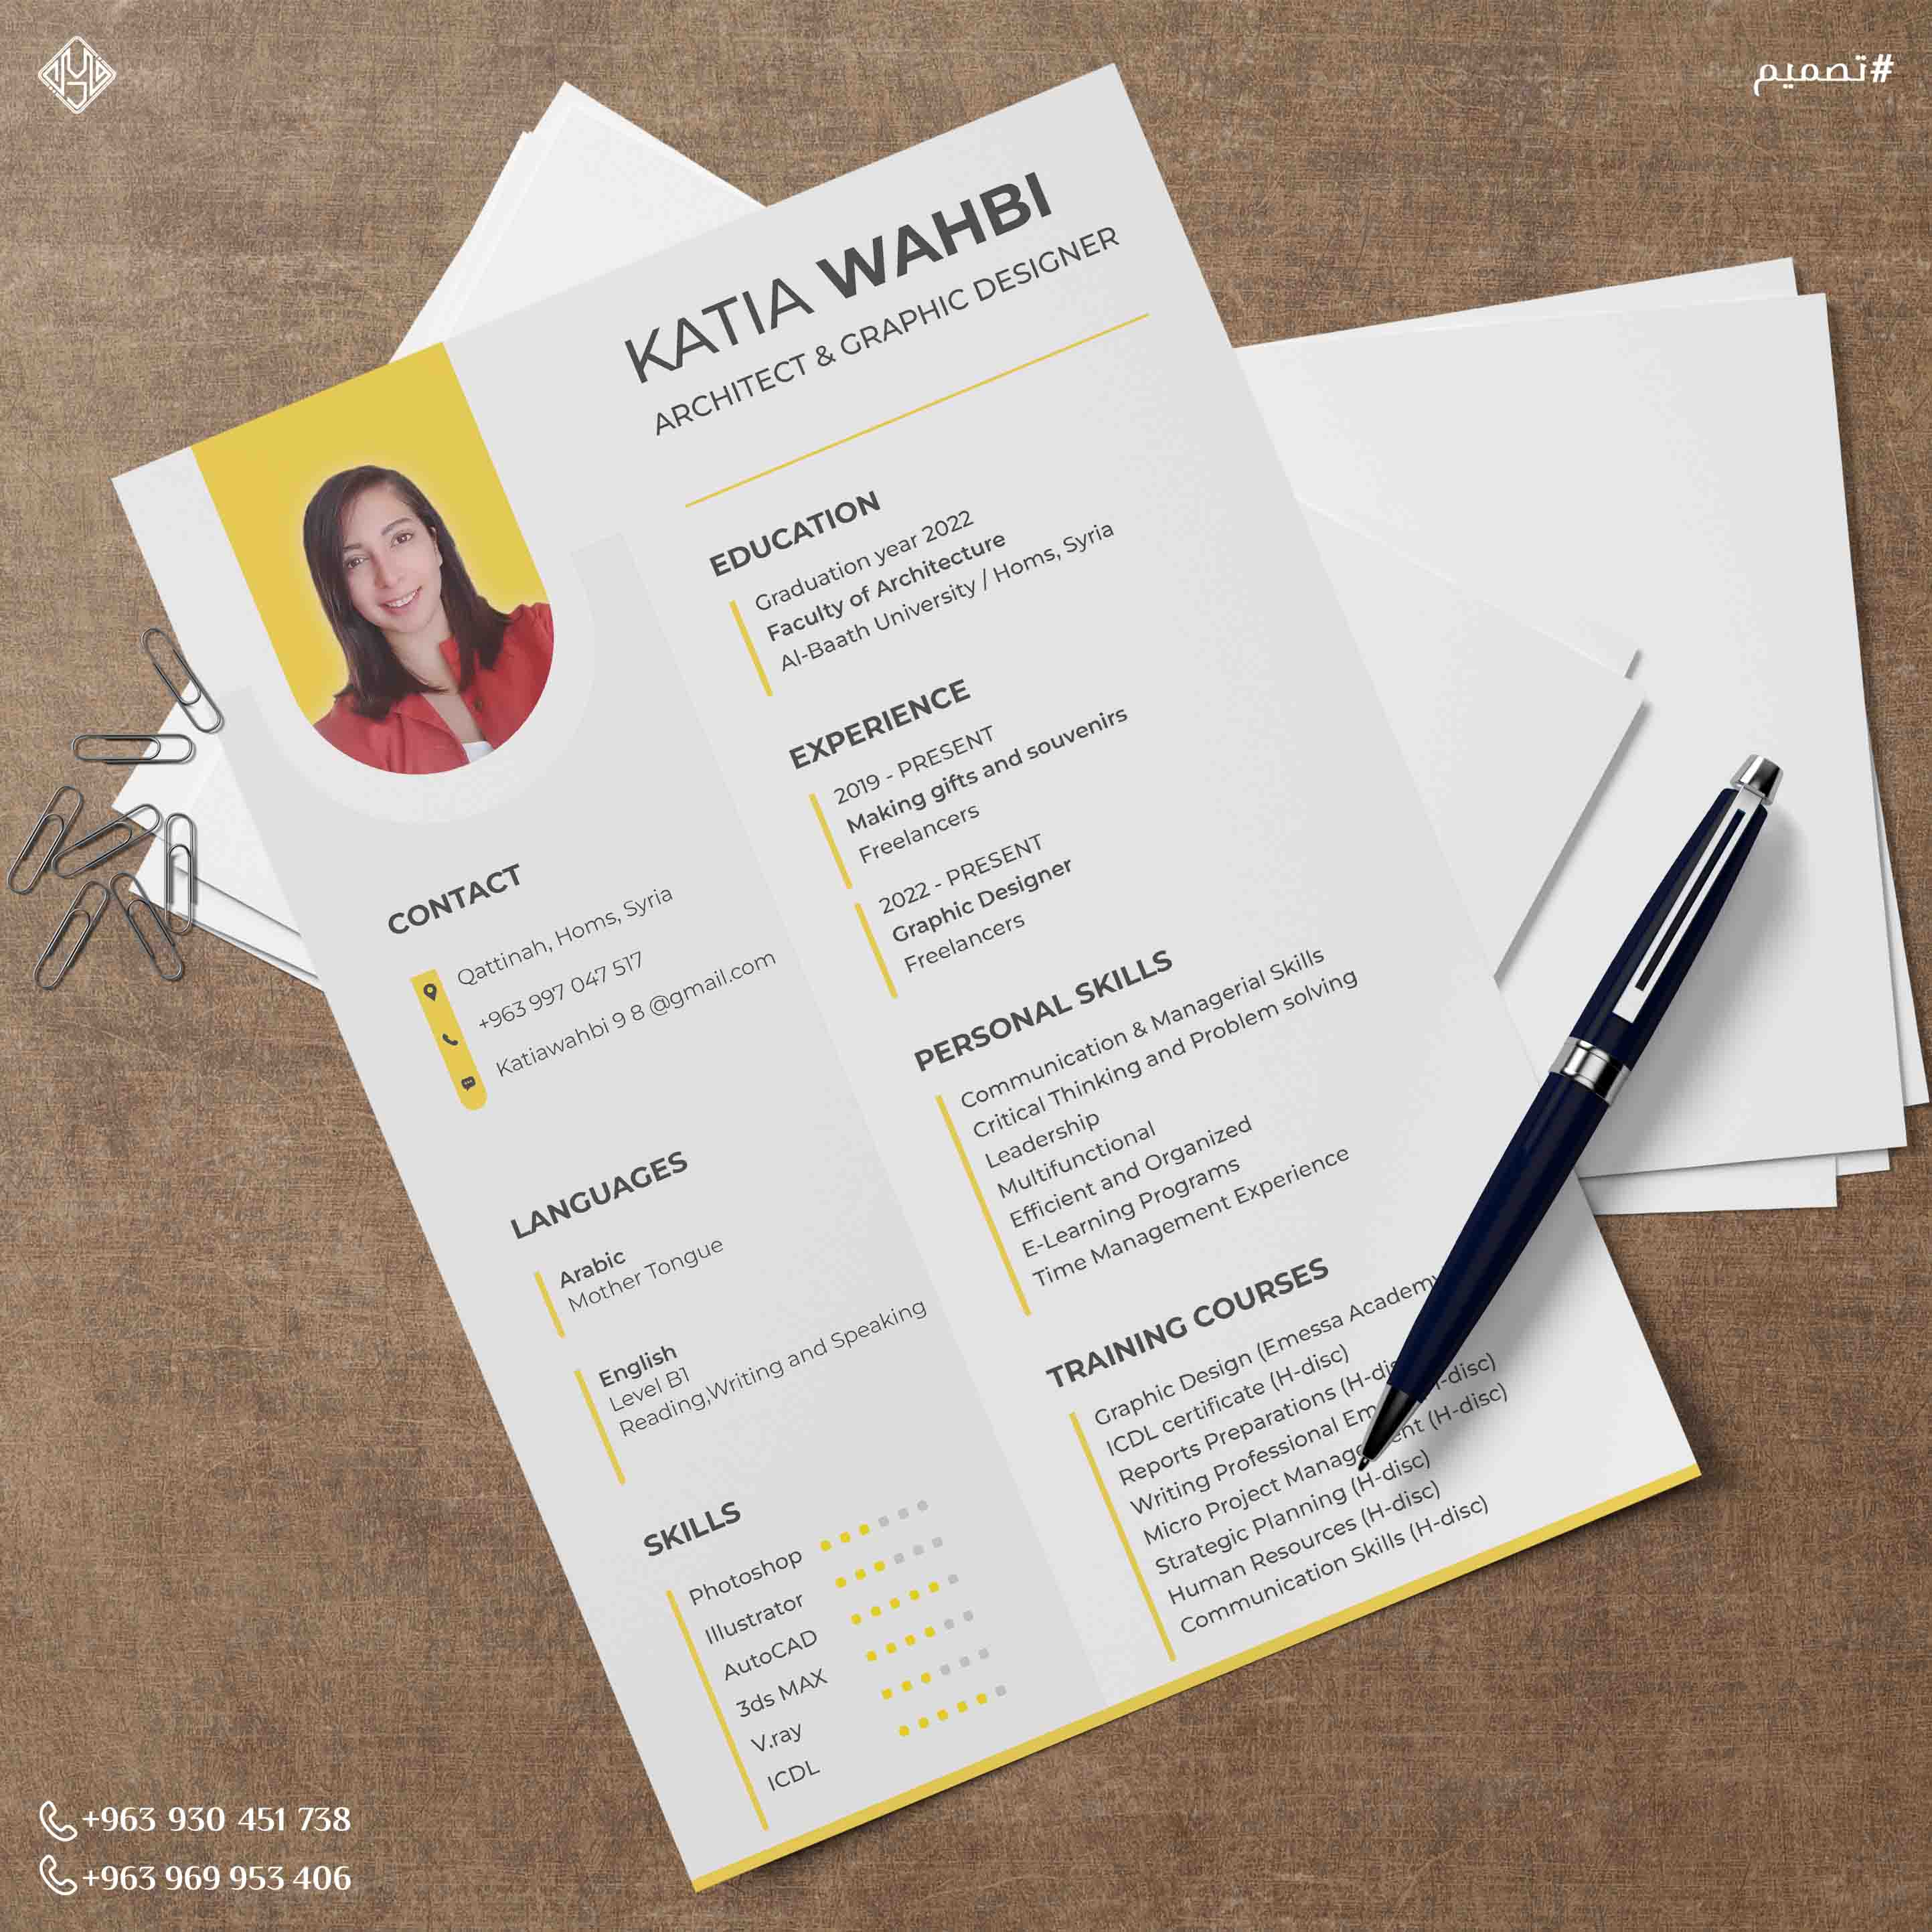 #تصميم
KATIA WAHBI
ARCHITECT & GRAPHIC DESIGNER
EDUCATION
Graduation year 2022
Faculty of Architecture
Al-Baath University / Homs, Syria
EXPERIENCE
2019 - PRESENT
Making gifts and souvenirs
Freelancers
2022 - PRESENT
Graphic Designer
Freelancers
PERSONAL SKILLS
Communication & Managerial Skills
Critical Thinking and Problem solving
Leadership
Multifunctional
Efficient and Organized
E-Learning Programs
Time Management Experience
TRAINING COURSES
Graphic Design (Emessa Academy
ICDL certificate (H-disc)
Reports Preparations
Writing Professional
Micro Project (H-disc)
Strategic Planning (H-disc)
Human Resources (H-disc)
Communication Skills (H-disc)
CONTACT
Qattinah, Homs, Syria
+963 997 047 517
Katiawahbi 9 8 @gmail.com
LANGUAGES
Arabic
Mother Tongue
English
Level B1
Reading,Writing and Speaking
SKILLS
Photoshop
Illustrator
AutoCAD
3ds MAX
V.ray
ICDL
+963 930 451 738
+963 969 953 406